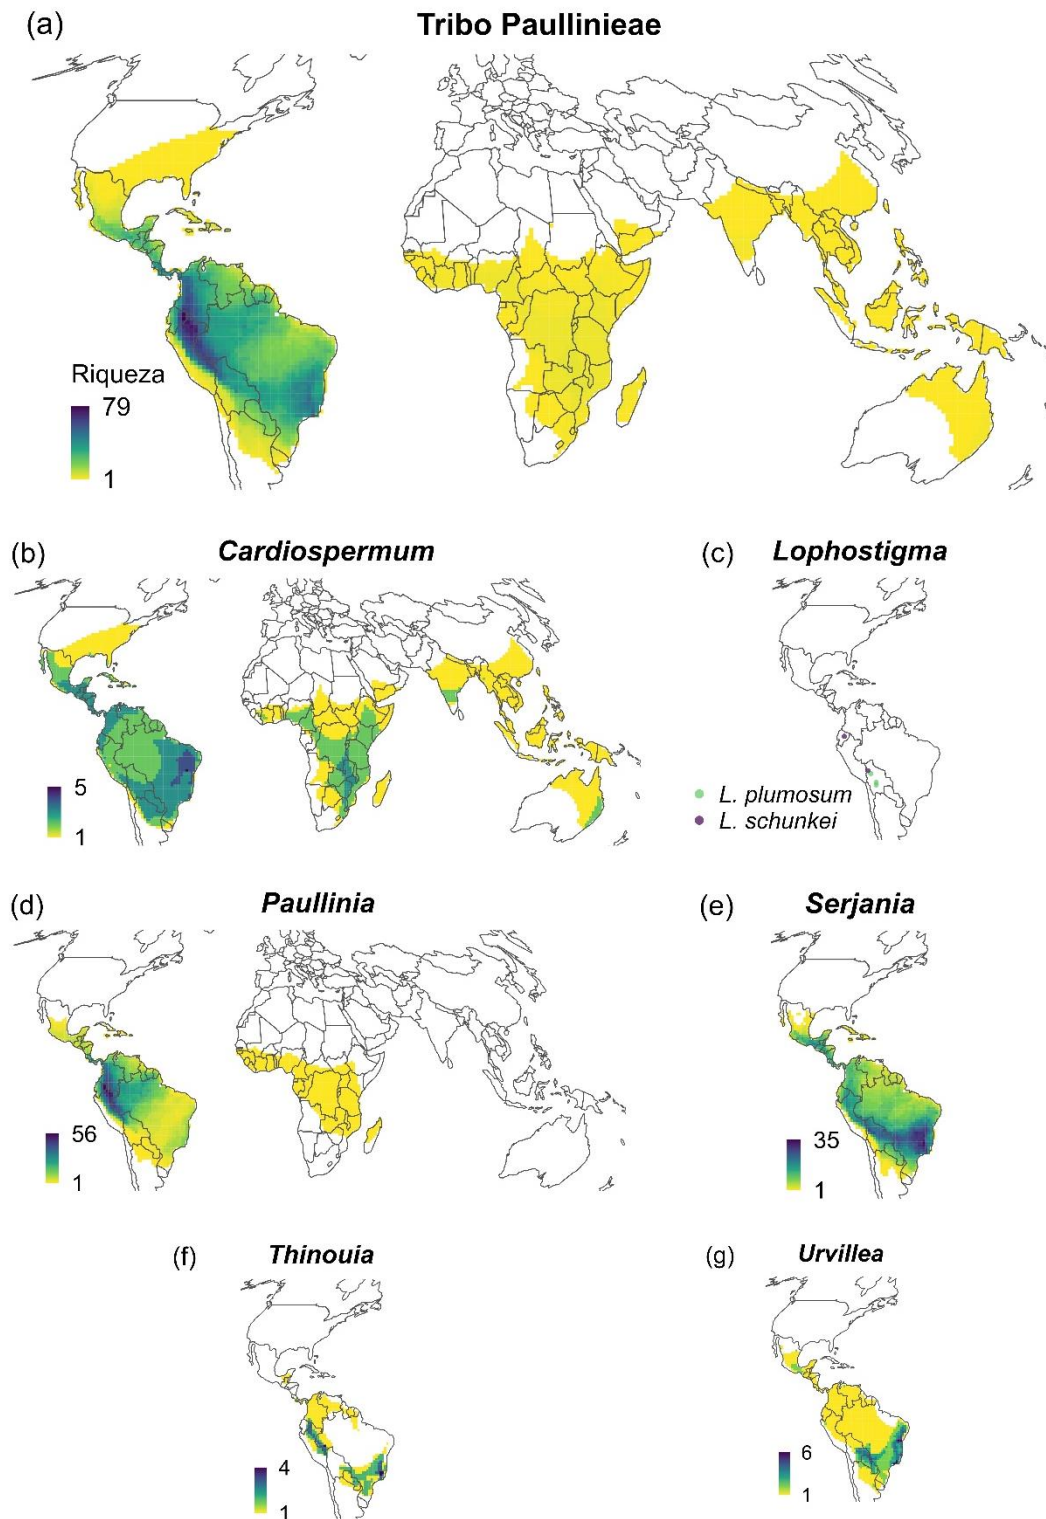 (a) Tribo Paullinieae
Riqueza
79
1
(b) Cardiospermum
5
1
(c) Lophostigma
L. plumosum
L. schunkei
(d) Paullinia
56
1
(e) Serjania
35
1
(f) Thinouia
4
1
(g) Urvillea
6
1